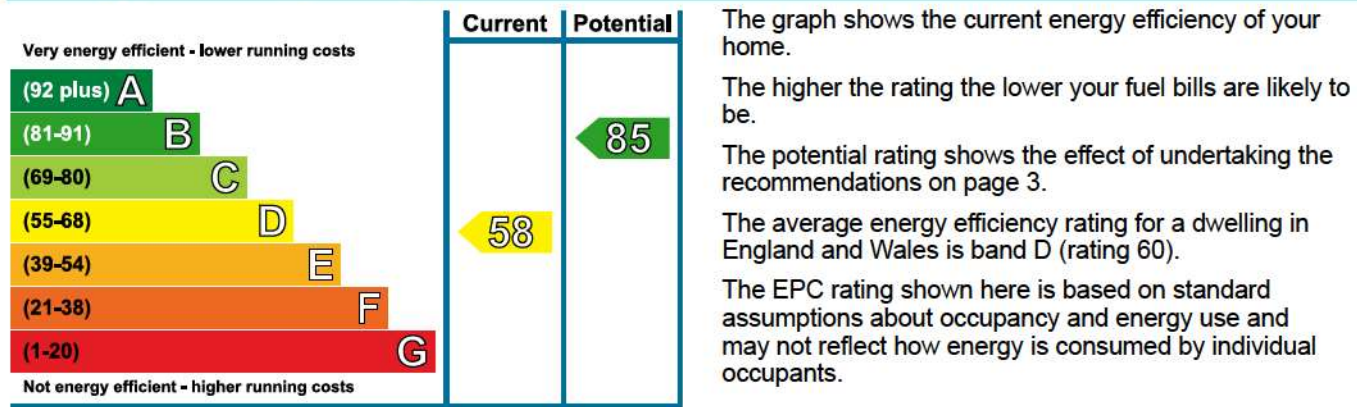 Current Potential
Very energy efficient - lower running costs
(92 plus) A
(81-91) B
85
(69-80) C
(55-68) D
58
(39-54) E
(21-38) F
(1-20) G
Not energy efficient - higher running costs
The graph shows the current energy efficiency of your
home.
The higher the rating the lower your fuel bills are likely to
be.
The potential rating shows the effect of undertaking the
recommendations on page 3.
The average energy efficiency rating for a dwelling in
England and Wales is band D (rating 60).
The EPC rating shown here is based on standard
assumptions about occupancy and energy use and
may not reflect how energy is consumed by individual
occupants.